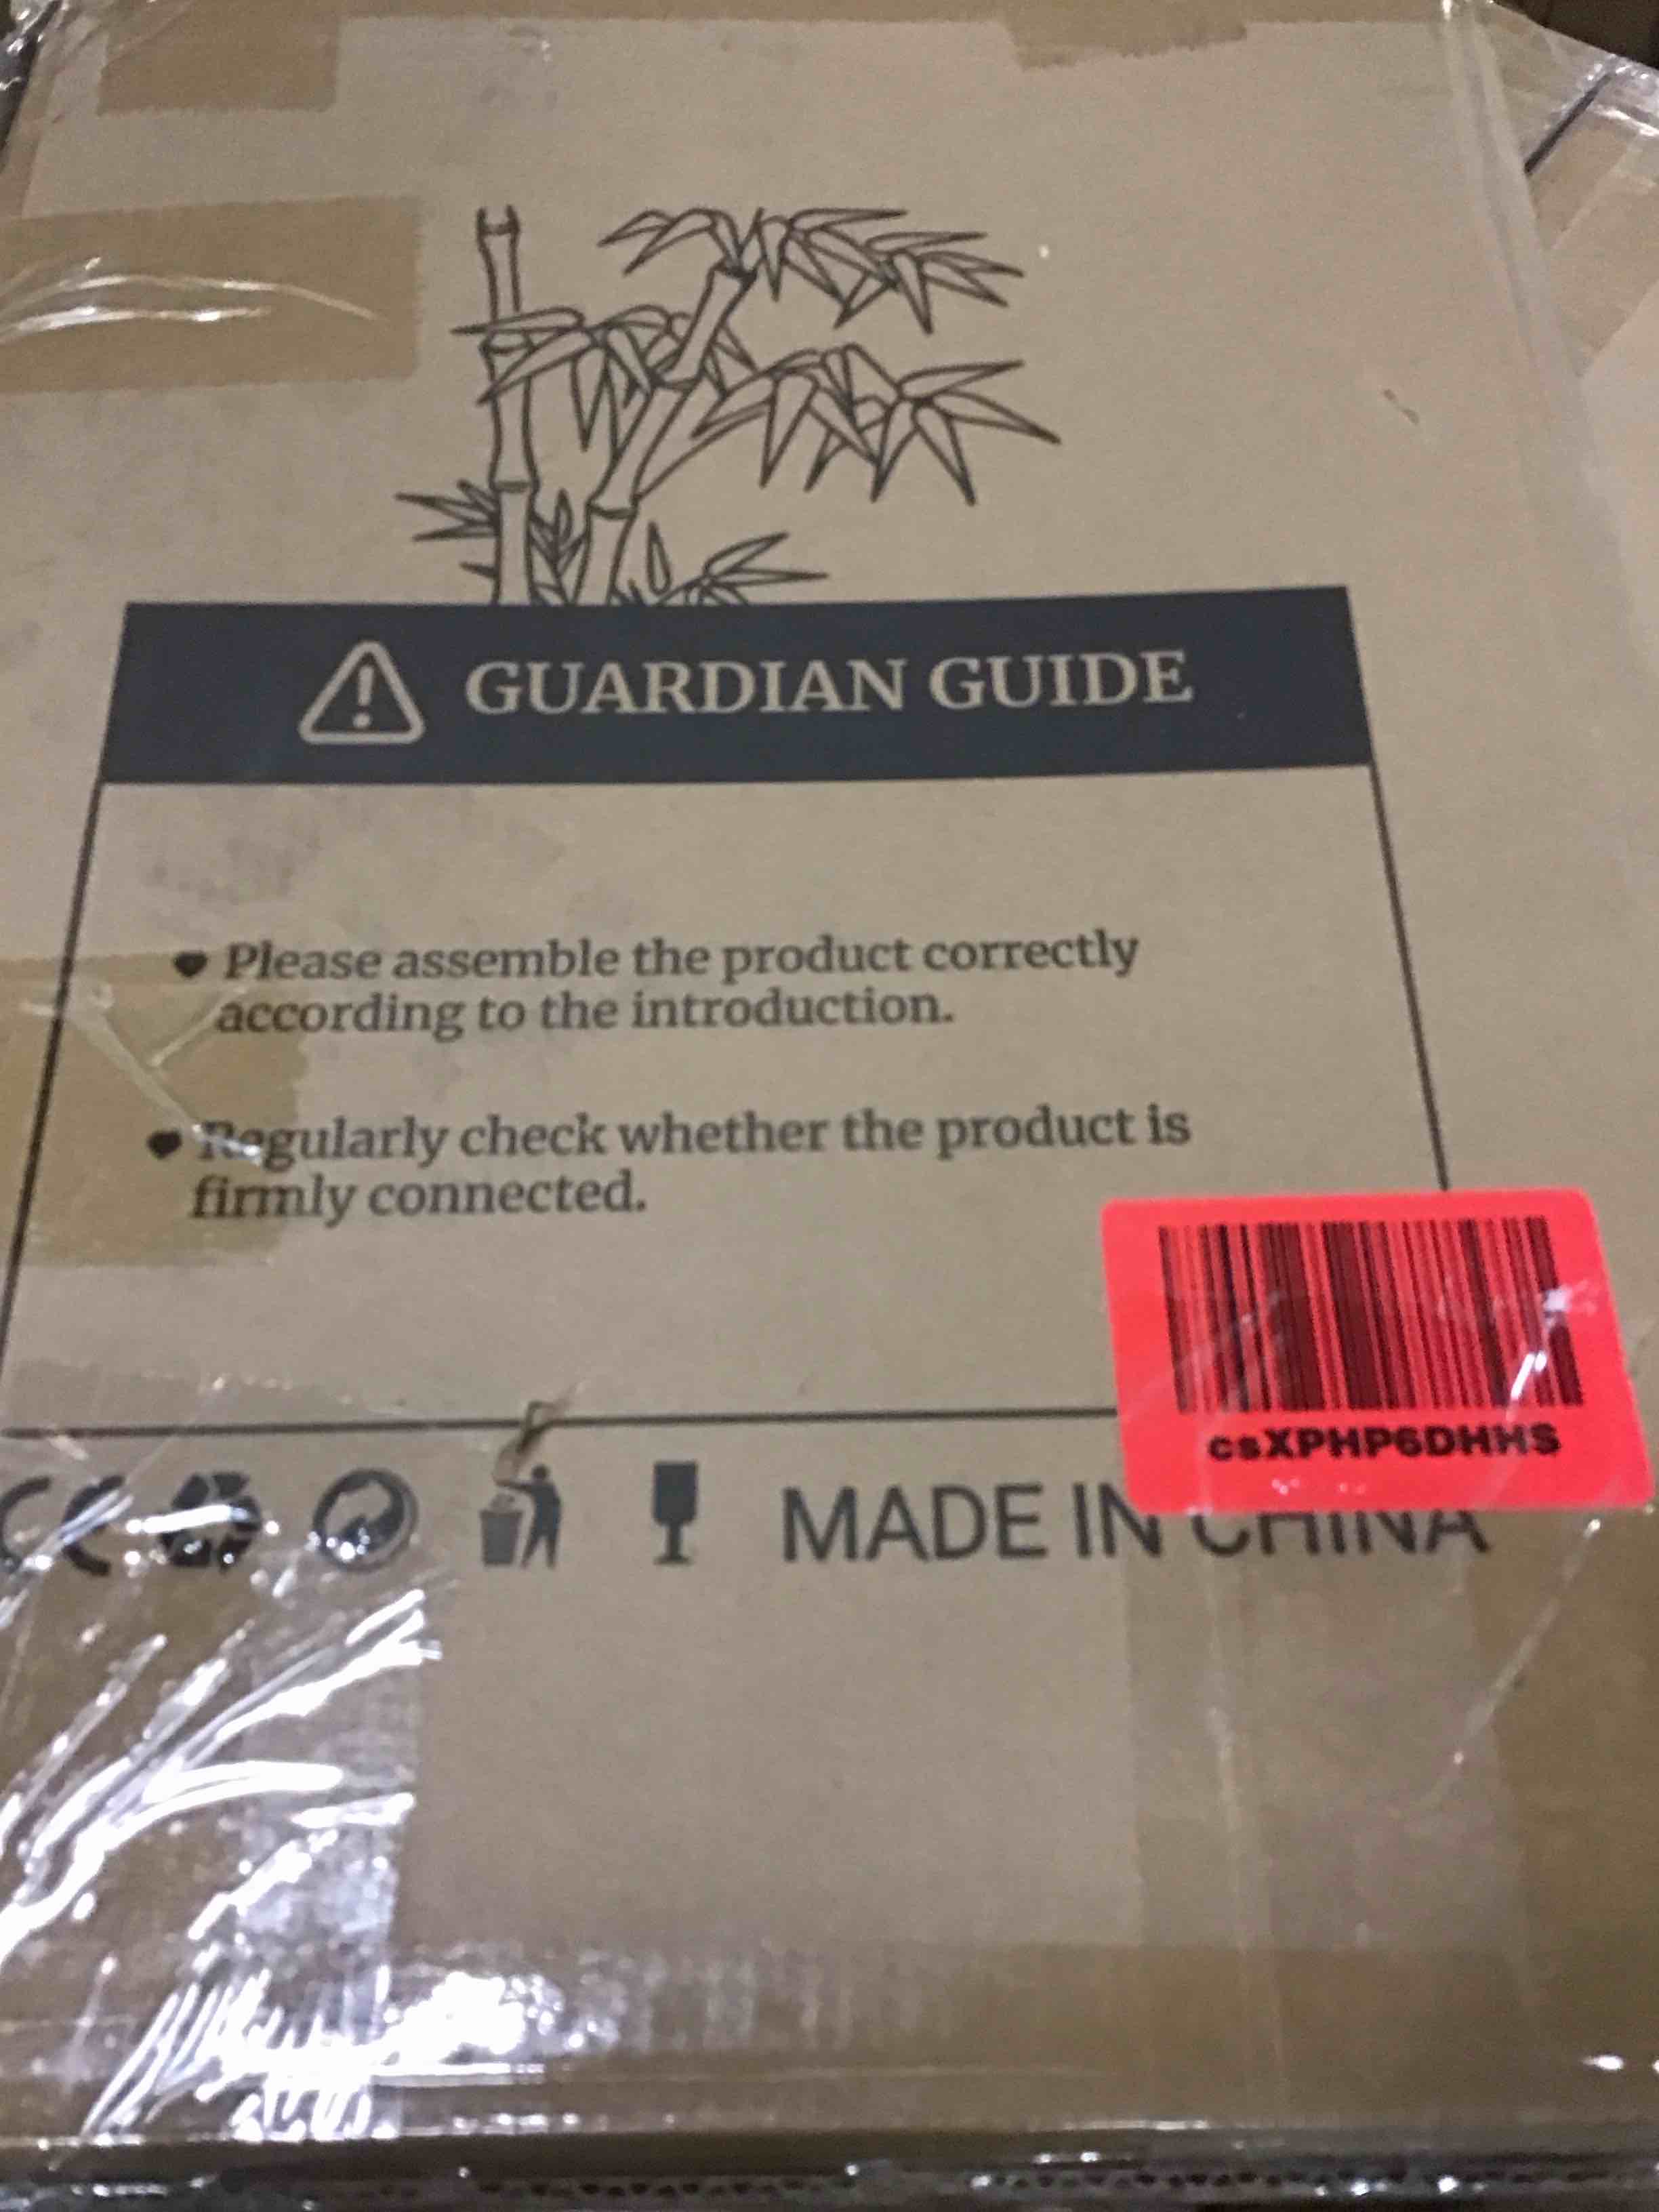 GUARDIAN GUIDE
Please assemble the product correctly
according to the introduction.
Regularly check whether the product is
firmly connected.
csXPHP6DHHS
CE
MADE IN CHINA